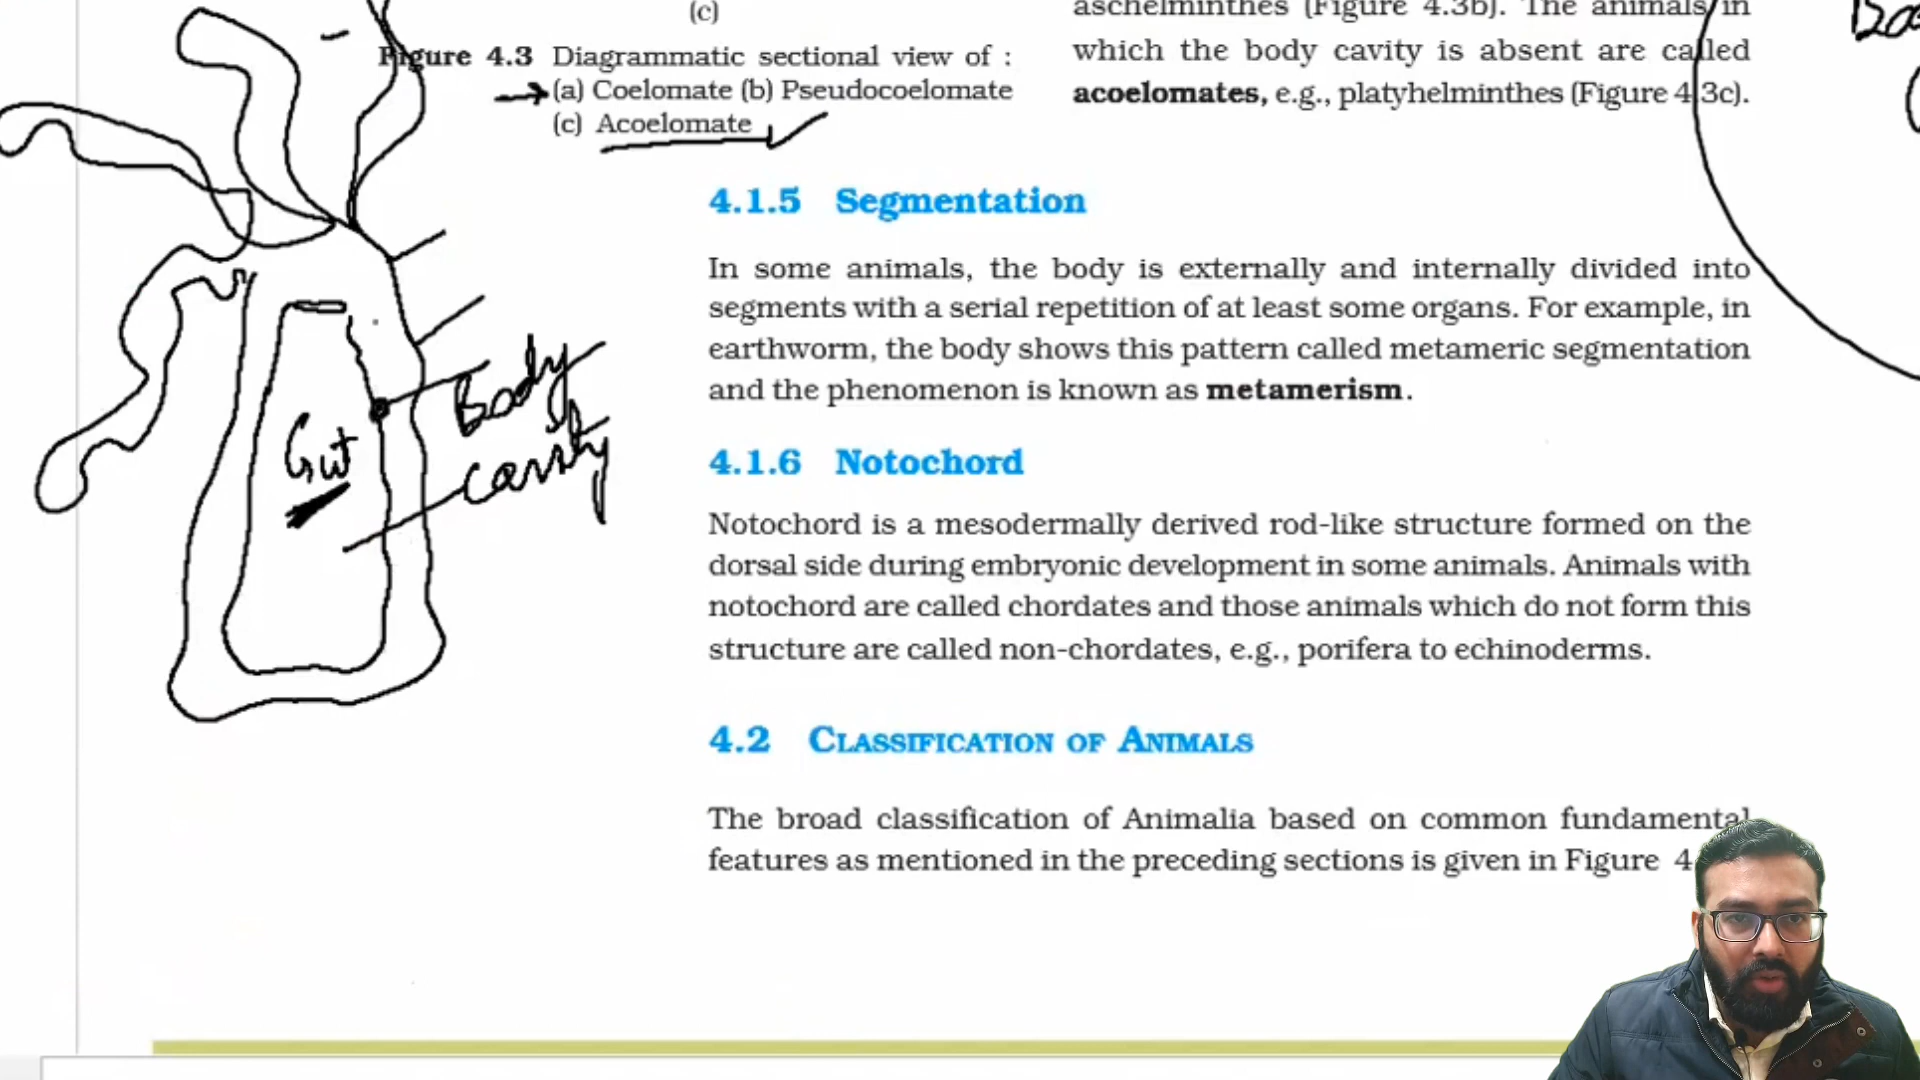 (c)
Figure 4.3 Diagrammatic sectional view of :
(a) Coelomate (b) Pseudocoelomate
(c) Acoelomate
aschelminthes (Figure 4.3b). The animals in
which the body cavity is absent are called
acoelomates, e.g., platyhelminthes (Figure 4.3c).
4.1.5 Segmentation
In some animals, the body is externally and internally divided into
segments with a serial repetition of at least some organs. For example, in
earthworm, the body shows this pattern called metameric segmentation
and the phenomenon is known as metamerism.
Body
cavity
Gut
4.1.6 Notochord
Notochord is a mesodermally derived rod-like structure formed on the
dorsal side during embryonic development in some animals. Animals with
notochord are called chordates and those animals which do not form this
structure are called non-chordates, e.g., porifera to echinoderms.
4.2 CLASSIFICATION OF ANIMALS
The broad classification of Animalia based on common fundamental
features as mentioned in the preceding sections is given in Figure 4